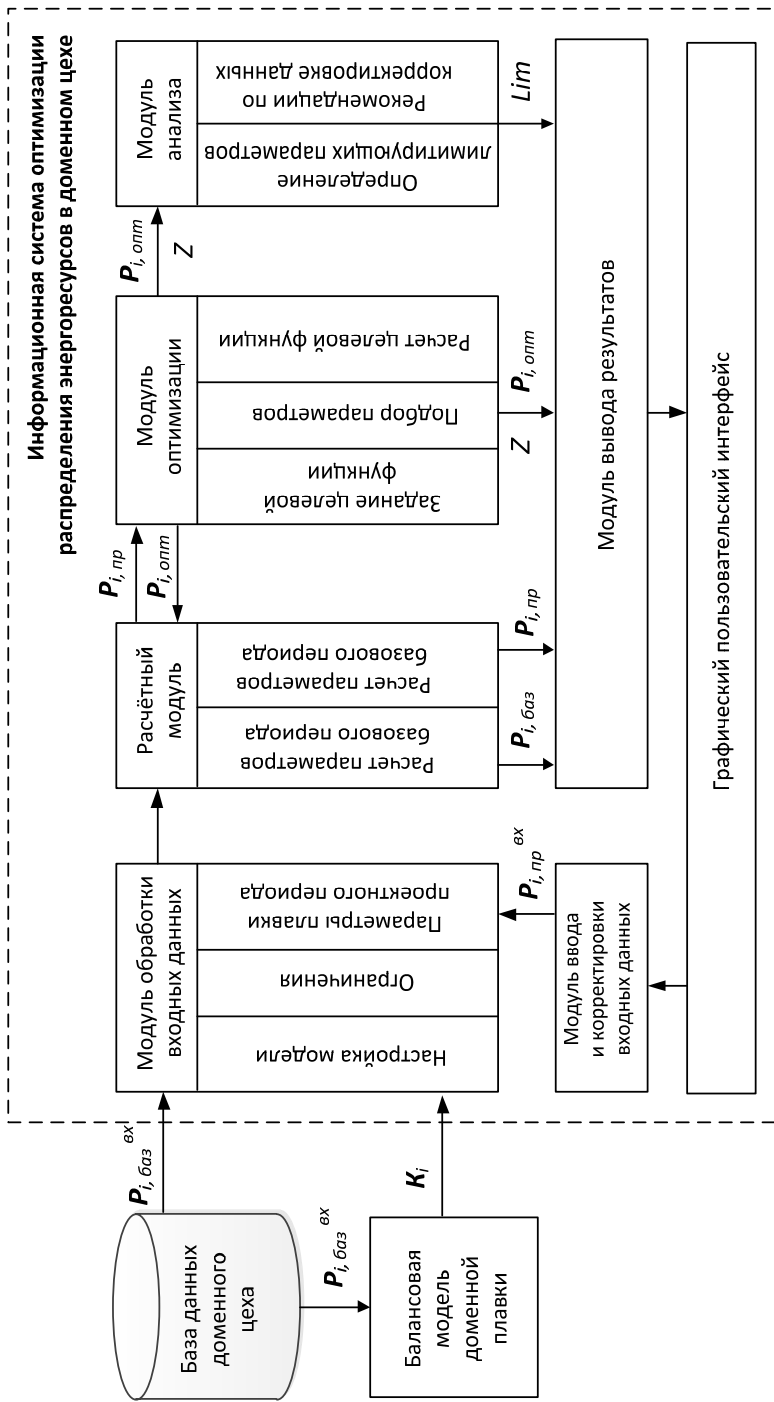 Информационная система оптимизации
распределения энергоресурсов в доменном цехе
База данных
доменного
цеха
P i, баз вх
P i, баз вх
Балансовая
модель
доменной
плавки
K i
Модуль обработки
входных данных
Настройка модели
Ограничения
Параметры плавки
проектного периода
Расчётный
модуль
Расчет параметров
базового периода
Расчет параметров
базового периода
P i, пр
P i, опт
Модуль
оптимизации
Задание целевой
функции
Подбор параметров
Расчет целевой функции
P i, опт
Z
Модуль
анализа
Определение
лимитирующих параметров
Рекомендации по
корректировке данных
P i, пр вх
P i, баз
P i, пр
Z
P i, опт
Lim
Модуль ввода
и корректировки
входных данных
Модуль вывода результатов
Графический пользовательский интерфейс